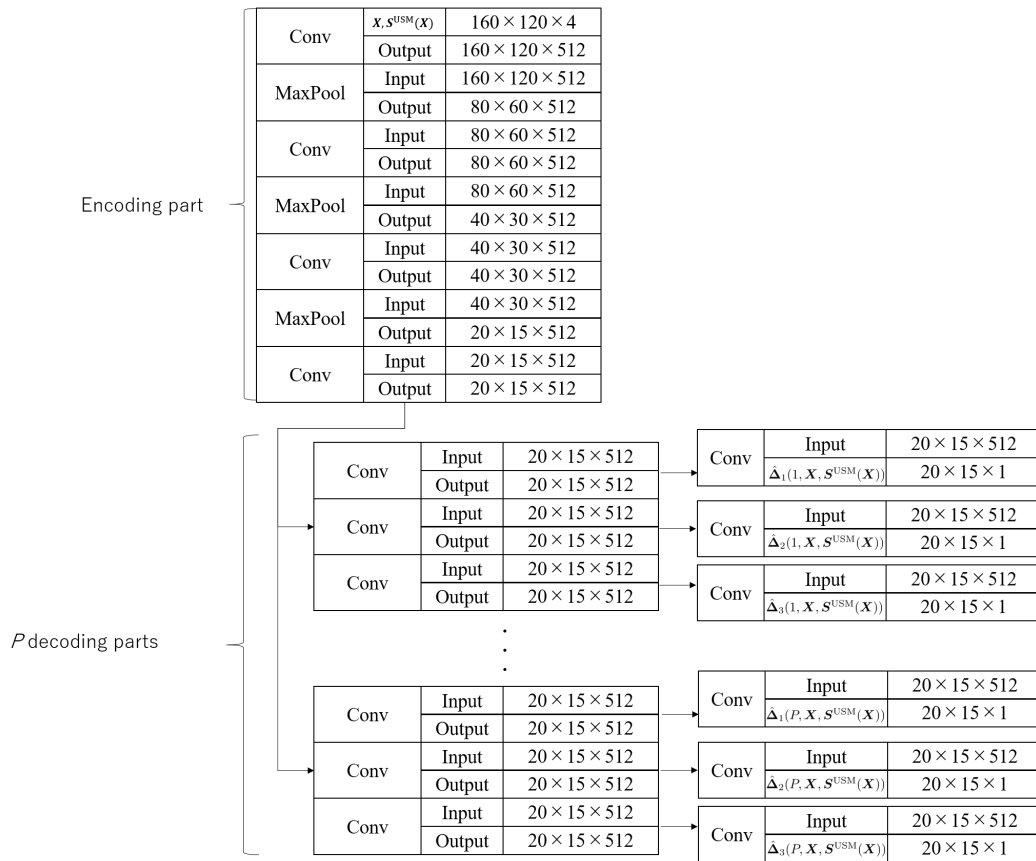 Conv X, S^USM(X) 160 × 120 × 4
Output 160 × 120 × 512
MaxPool Input 160 × 120 × 512
Output 80 × 60 × 512
Conv Input 80 × 60 × 512
Output 80 × 60 × 512
Encoding part
MaxPool Input 80 × 60 × 512
Output 40 × 30 × 512
Conv Input 40 × 30 × 512
Output 40 × 30 × 512
MaxPool Input 40 × 30 × 512
Output 20 × 15 × 512
Conv Input 20 × 15 × 512
Output 20 × 15 × 512
P decoding parts
Conv Input 20 × 15 × 512
Output 20 × 15 × 512
Conv Input 20 × 15 × 512
Output 20 × 15 × 512
Conv Input 20 × 15 × 512
Output 20 × 15 × 512
Conv Input 20 × 15 × 512
Δ̂₁(1, X, S^USM(X)) 20 × 15 × 1
Conv Input 20 × 15 × 512
Δ̂₂(1, X, S^USM(X)) 20 × 15 × 1
Conv Input 20 × 15 × 512
Δ̂₃(1, X, S^USM(X)) 20 × 15 × 1
Conv Input 20 × 15 × 512
Output 20 × 15 × 512
Conv Input 20 × 15 × 512
Output 20 × 15 × 512
Conv Input 20 × 15 × 512
Output 20 × 15 × 512
Conv Input 20 × 15 × 512
Δ̂₁(P, X, S^USM(X)) 20 × 15 × 1
Conv Input 20 × 15 × 512
Δ̂₂(P, X, S^USM(X)) 20 × 15 × 1
Conv Input 20 × 15 × 512
Δ̂₃(P, X, S^USM(X)) 20 × 15 × 1